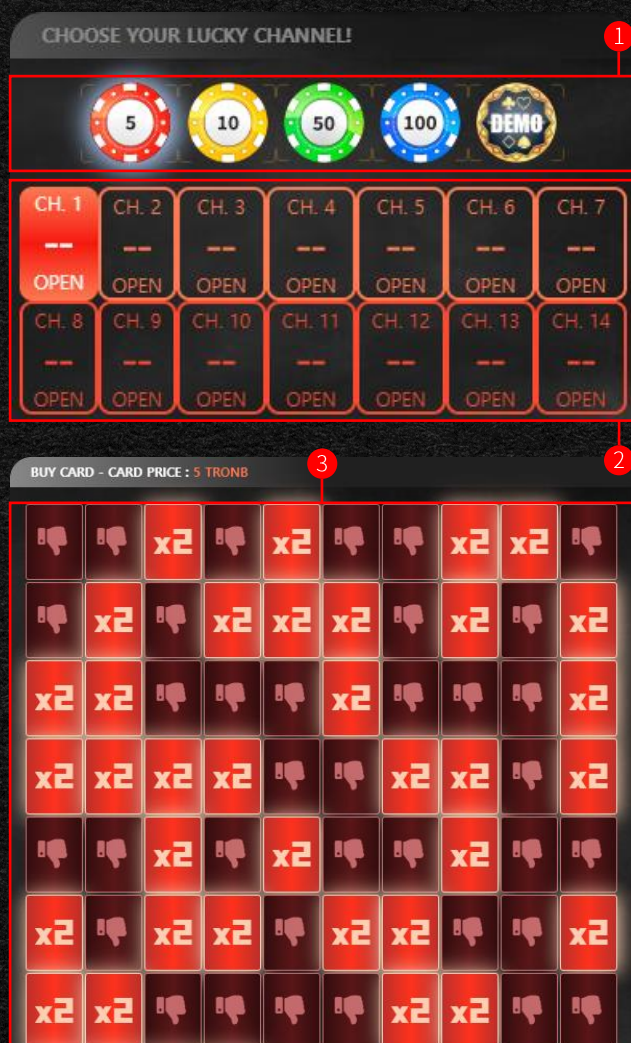 CHOOSE YOUR LUCKY CHANNEL!
1
5 10 50 100 DEMO
CH. 1 CH. 2 CH. 3 CH. 4 CH. 5 CH. 6 CH. 7
-- -- -- -- -- -- --
OPEN OPEN OPEN OPEN OPEN OPEN OPEN
CH. 8 CH. 9 CH. 10 CH. 11 CH. 12 CH. 13 CH. 14
-- -- -- -- -- -- --
OPEN OPEN OPEN OPEN OPEN OPEN OPEN
2
BUY CARD - CARD PRICE : 5 TRONB
3
x2 x2 x2 x2
x2 x2 x2 x2 x2 x2
x2 x2 x2 x2
x2 x2 x2 x2 x2 x2 x2
x2 x2 x2
x2 x2 x2 x2 x2 x2
x2 x2 x2 x2